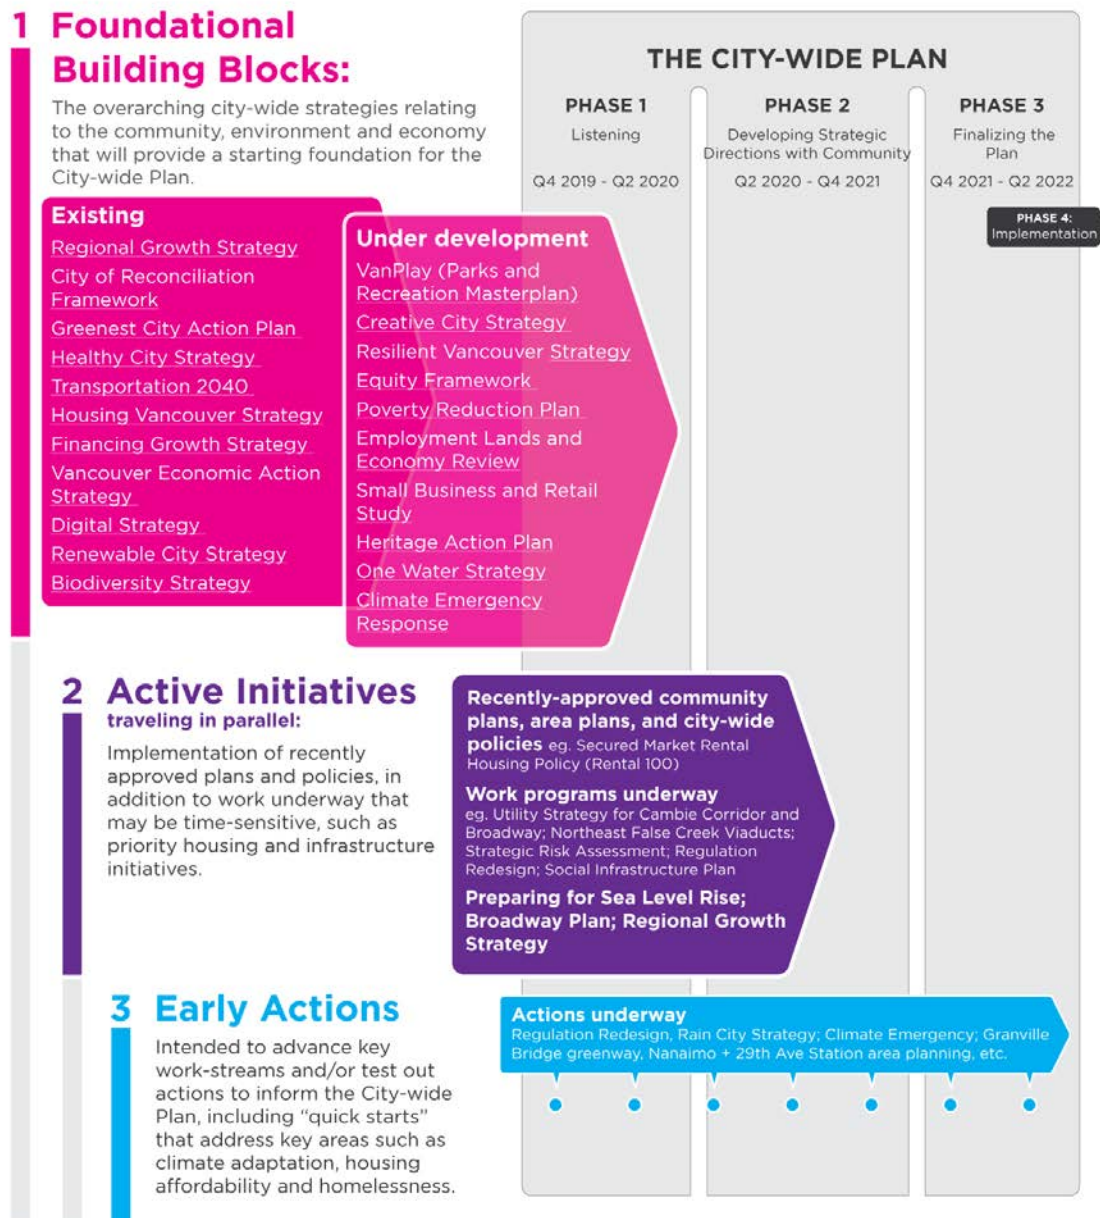 1 Foundational
Building Blocks:
The overarching city-wide strategies relating
to the community, environment and economy
that will provide a starting foundation for the
City-wide Plan.
THE CITY-WIDE PLAN
PHASE 1
Listening
Q4 2019 - Q2 2020
PHASE 2
Developing Strategic
Directions with Community
Q2 2020 - Q4 2021
PHASE 3
Finalizing the
Plan
Q4 2021 - Q2 2022
PHASE 4:
Implementation
Existing
Regional Growth Strategy
City of Reconciliation
Framework
Greenest City Action Plan
Healthy City Strategy
Transportation 2040
Housing Vancouver Strategy
Financing Growth Strategy
Vancouver Economic Action
Strategy
Digital Strategy
Renewable City Strategy
Biodiversity Strategy
Under development
VanPlay (Parks and
Recreation Masterplan)
Creative City Strategy
Resilient Vancouver Strategy
Equity Framework
Poverty Reduction Plan
Employment Lands and
Economy Review
Small Business and Retail
Study
Heritage Action Plan
One Water Strategy
Climate Emergency
Response
2 Active Initiatives
traveling in parallel:
Implementation of recently
approved plans and policies, in
addition to work underway that
may be time-sensitive, such as
priority housing and infrastructure
initiatives.
Recently-approved community
plans, area plans, and city-wide
policies eg. Secured Market Rental
Housing Policy (Rental 100)
Work programs underway
eg. Utility Strategy for Cambie Corridor and
Broadway; Northeast False Creek Viaducts;
Strategic Risk Assessment; Regulation
Redesign; Social Infrastructure Plan
Preparing for Sea Level Rise;
Broadway Plan; Regional Growth
Strategy
3 Early Actions
Intended to advance key
work-streams and/or test out
actions to inform the City-wide
Plan, including “quick starts”
that address key areas such as
climate adaptation, housing
affordability and homelessness.
Actions underway
Regulation Redesign, Rain City Strategy; Climate Emergency; Granville
Bridge greenway, Nanaimo + 29th Ave Station area planning, etc.